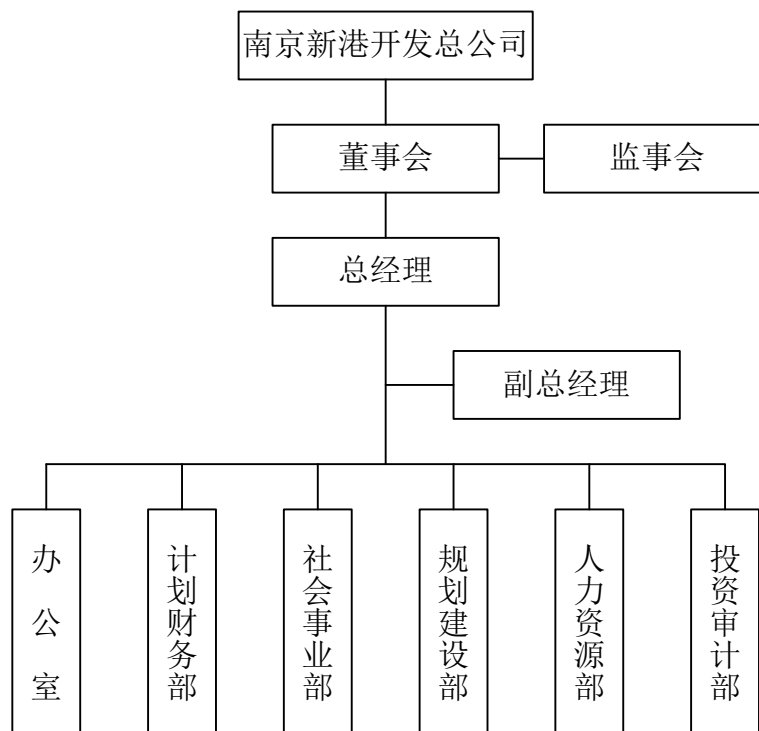 南京新港开发总公司
董事会
监事会
总经理
副总经理
办公室
计划财务部
社会事业部
规划建设部
人力资源部
投资审计部